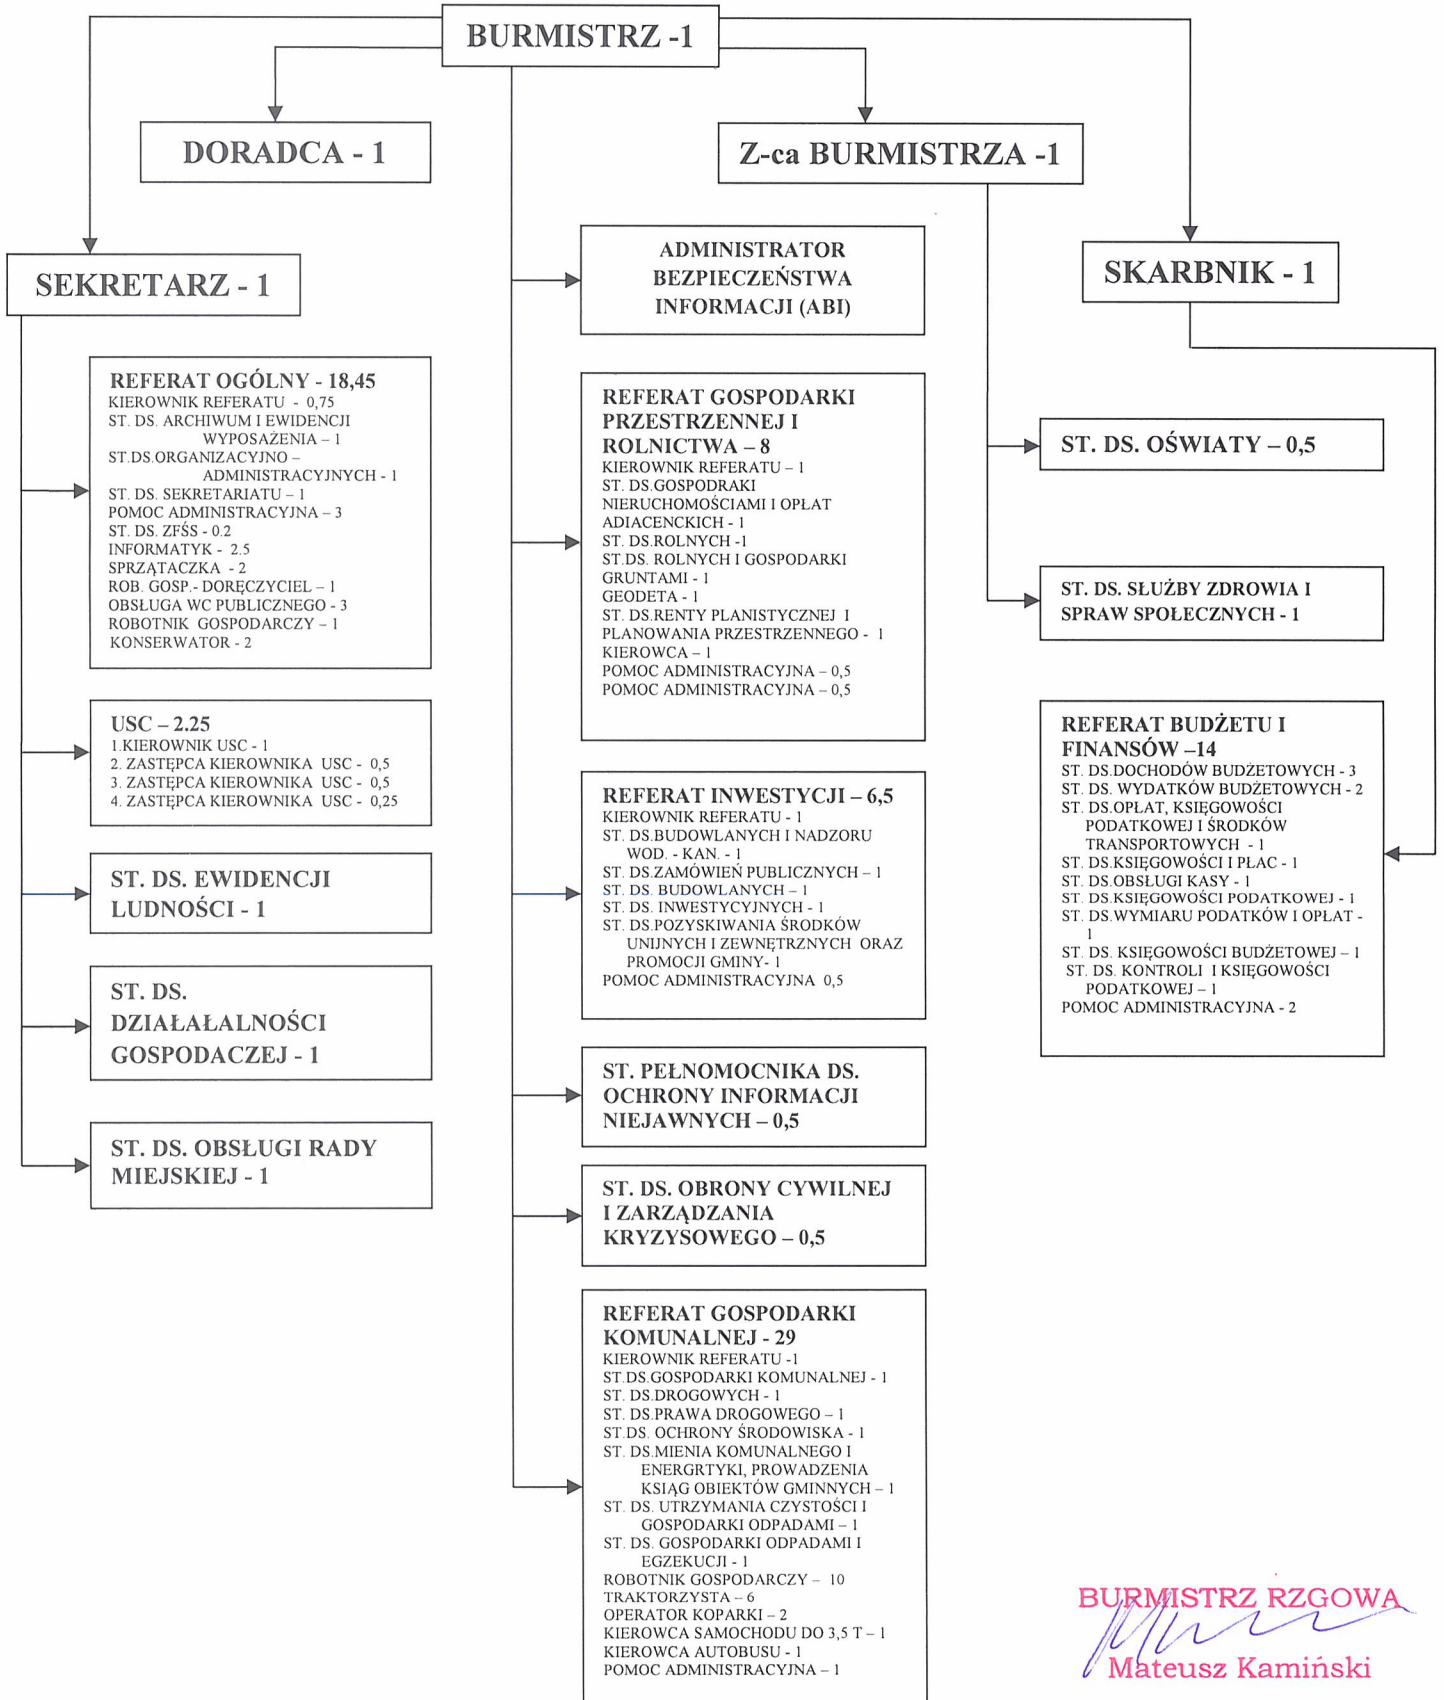 BURMISTRZ -1
DORADCA - 1
Z-ca BURMISTRZA -1
SEKRETARZ - 1
ADMINISTRATOR
BEZPIECZEŃSTWA
INFORMACJI (ABI)
SKARBNIK - 1
REFERAT OGÓLNY - 18,45
KIEROWNIK REFERATU - 0,75
ST. DS. ARCHIWUM I EWIDENCJI
WYPOSAŻENIA – 1
ST.DS.ORGANIZACYJNO –
ADMINISTRACYJNYCH - 1
ST. DS. SEKRETARIATU – 1
POMOC ADMINISTRACYJNA – 3
ST. DS. ZFŚS - 0.2
INFORMATYK - 2.5
SPRZĄTACZKA - 2
ROB. GOSP.- DORĘCZYCIEL – 1
OBSŁUGA WC PUBLICZNEGO - 3
ROBOTNIK GOSPODARCZY – 1
KONSERWATOR - 2
USC – 2.25
1.KIEROWNIK USC - 1
2. ZASTĘPCA KIEROWNIKA USC - 0,5
3. ZASTĘPCA KIEROWNIKA USC - 0,5
4. ZASTĘPCA KIEROWNIKA USC - 0,25
ST. DS. EWIDENCJI
LUDNOŚCI - 1
ST. DS.
DZIAŁAŁALNOŚCI
GOSPODACZEJ - 1
ST. DS. OBSŁUGI RADY
MIEJSKIEJ - 1
REFERAT GOSPODARKI
PRZESTRZENNEJ I
ROLNICTWA – 8
KIEROWNIK REFERATU – 1
ST. DS.GOSPODRAKI
NIERUCHOMOŚCIAMI I OPŁAT
ADIACENCKICH - 1
ST. DS.ROLNYCH -1
ST.DS. ROLNYCH I GOSPODARKI
GRUNTAMI - 1
GEODETA - 1
ST. DS.RENTY PLANISTYCZNEJ I
PLANOWANIA PRZESTRZENNEGO - 1
KIEROWCA – 1
POMOC ADMINISTRACYJNA – 0,5
POMOC ADMINISTRACYJNA – 0,5
REFERAT INWESTYCJI – 6,5
KIEROWNIK REFERATU - 1
ST. DS.BUDOWLANYCH I NADZORU
WOD. - KAN. - 1
ST. DS.ZAMÓWIEŃ PUBLICZNYCH – 1
ST. DS. BUDOWLANYCH – 1
ST. DS. INWESTYCYJNYCH - 1
ST. DS.POZYSKIWANIA ŚRODKÓW
UNIJNYCH I ZEWNĘTRZNYCH ORAZ
PROMOCJI GMINY- 1
POMOC ADMINISTRACYJNA 0,5
ST. PEŁNOMOCNIKA DS.
OCHRONY INFORMACJI
NIEJAWNYCH – 0,5
ST. DS. OBRONY CYWILNEJ
I ZARZĄDZANIA
KRYZYSOWEGO – 0,5
REFERAT GOSPODARKI
KOMUNALNEJ - 29
KIEROWNIK REFERATU -1
ST.DS.GOSPODARKI KOMUNALNEJ - 1
ST. DS.DROGOWYCH - 1
ST. DS.PRAWA DROGOWEGO – 1
ST.DS. OCHRONY ŚRODOWISKA - 1
ST. DS.MIENIA KOMUNALNEGO I
ENERGRTYKI, PROWADZENIA
KSIĄG OBIEKTÓW GMINNYCH – 1
ST. DS. UTRZYMANIA CZYSTOŚCI I
GOSPODARKI ODPADAMI – 1
ST. DS. GOSPODARKI ODPADAMI I
EGZEKUCJI - 1
ROBOTNIK GOSPODARCZY – 10
TRAKTORZYSTA – 6
OPERATOR KOPARKI – 2
KIEROWCA SAMOCHODU DO 3,5 T – 1
KIEROWCA AUTOBUSU - 1
POMOC ADMINISTRACYJNA – 1
ST. DS. OŚWIATY – 0,5
ST. DS. SŁUŻBY ZDROWIA I
SPRAW SPOŁECZNYCH - 1
REFERAT BUDŻETU I
FINANSÓW –14
ST. DS.DOCHODÓW BUDŻETOWYCH - 3
ST. DS. WYDATKÓW BUDŻETOWYCH - 2
ST. DS.OPŁAT, KSIĘGOWOŚCI
PODATKOWEJ I ŚRODKÓW
TRANSPORTOWYCH - 1
ST. DS.KSIĘGOWOŚCI I PŁAC - 1
ST. DS.OBSŁUGI KASY - 1
ST. DS.KSIĘGOWOŚCI PODATKOWEJ - 1
ST. DS.WYMIARU PODATKÓW I OPŁAT -
1
ST. DS. KSIĘGOWOŚCI BUDŻETOWEJ – 1
ST. DS. KONTROLI I KSIĘGOWOŚCI
PODATKOWEJ – 1
POMOC ADMINISTRACYJNA - 2
BURMISTRZ RZGOWA
Mateusz Kamiński